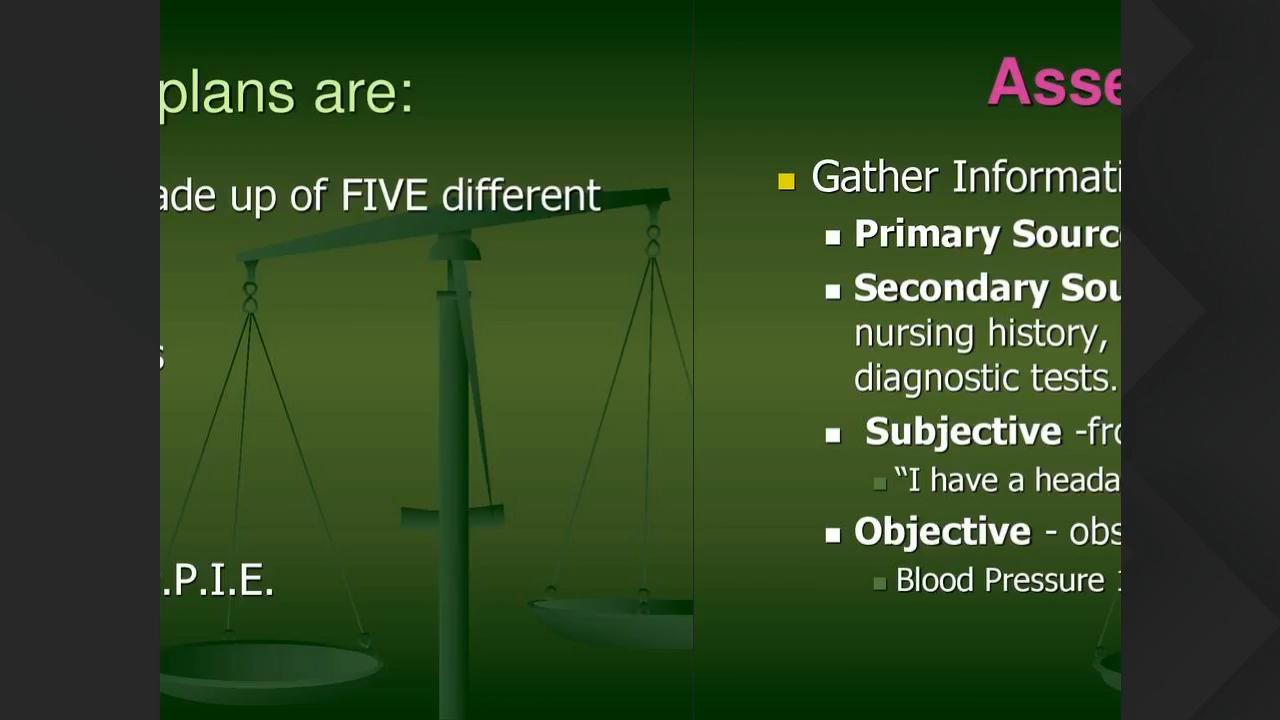 plans are:
ade up of FIVE different
s
.P.I.E.
Asse
Gather Informati
Primary Sourc
Secondary Sou
nursing history,
diagnostic tests.
Subjective -fro
“I have a heada
Objective - obs
Blood Pressure 1